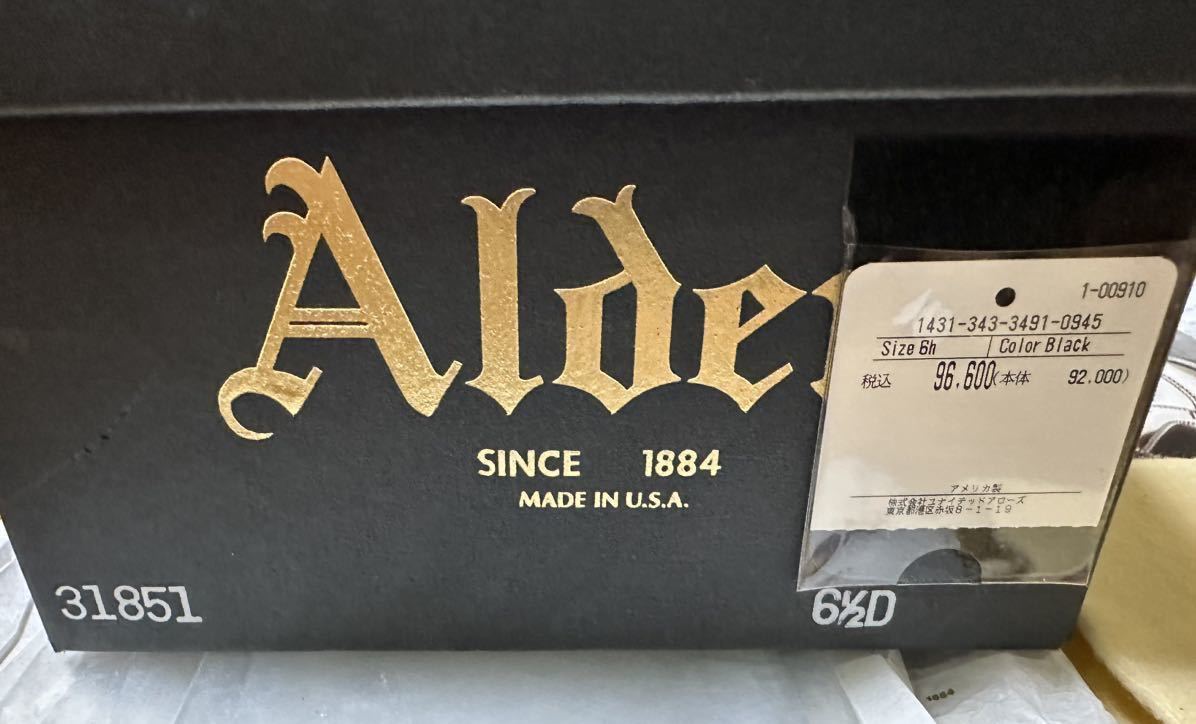 Alde
SINCE 1884
MADE IN U.S.A.
31851
6½D
1-00910
1431-343-3491-0945
Size 6h Color Black
税込 96,600(本体 92,000)
アメリカ製
株式会社ユナイテッドアローズ
東京都港区赤坂8-1-19
1884